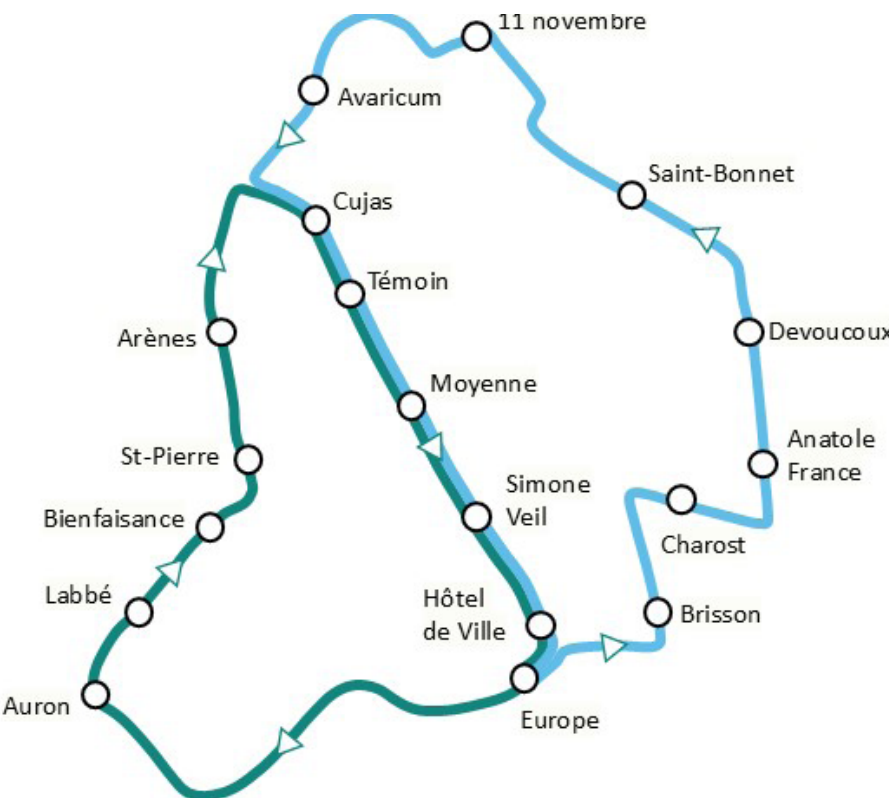 11 novembre
Avaricum
Saint-Bonnet
Cujas
Témoin
Arènes
Devoucoux
Moyenne
Anatole
France
St-Pierre
Simone
Veil
Bienfaisance
Charost
Labbé
Hôtel
de Ville
Brisson
Auron
Europe